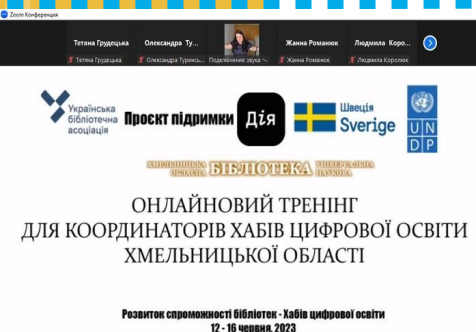 Zoom Конференция
Тетяна Грудецька
Олександра Ту...
Жанна Романюк
Людмила Коро...
Тетяна Грудецька
Олександра Туринсь...
Подключение звука
Жанна Романюк
Людмила Королюк
Українська бібліотечна асоціація
Проєкт підтримки
Дія
Швеція
Sverige
U N
D P
ХМЕЛЬНИЦЬКА ОБЛАСНА БІБЛІОТЕКА УНІВЕРСАЛЬНА НАУКОВА
ОНЛАЙНОВИЙ ТРЕНІНГ
ДЛЯ КООРДИНАТОРІВ ХАБІВ ЦИФРОВОЇ ОСВІТИ
ХМЕЛЬНИЦЬКОЇ ОБЛАСТІ
Розвиток спроможності бібліотек - Хабів цифрової освіти
12 - 16 червня, 2023